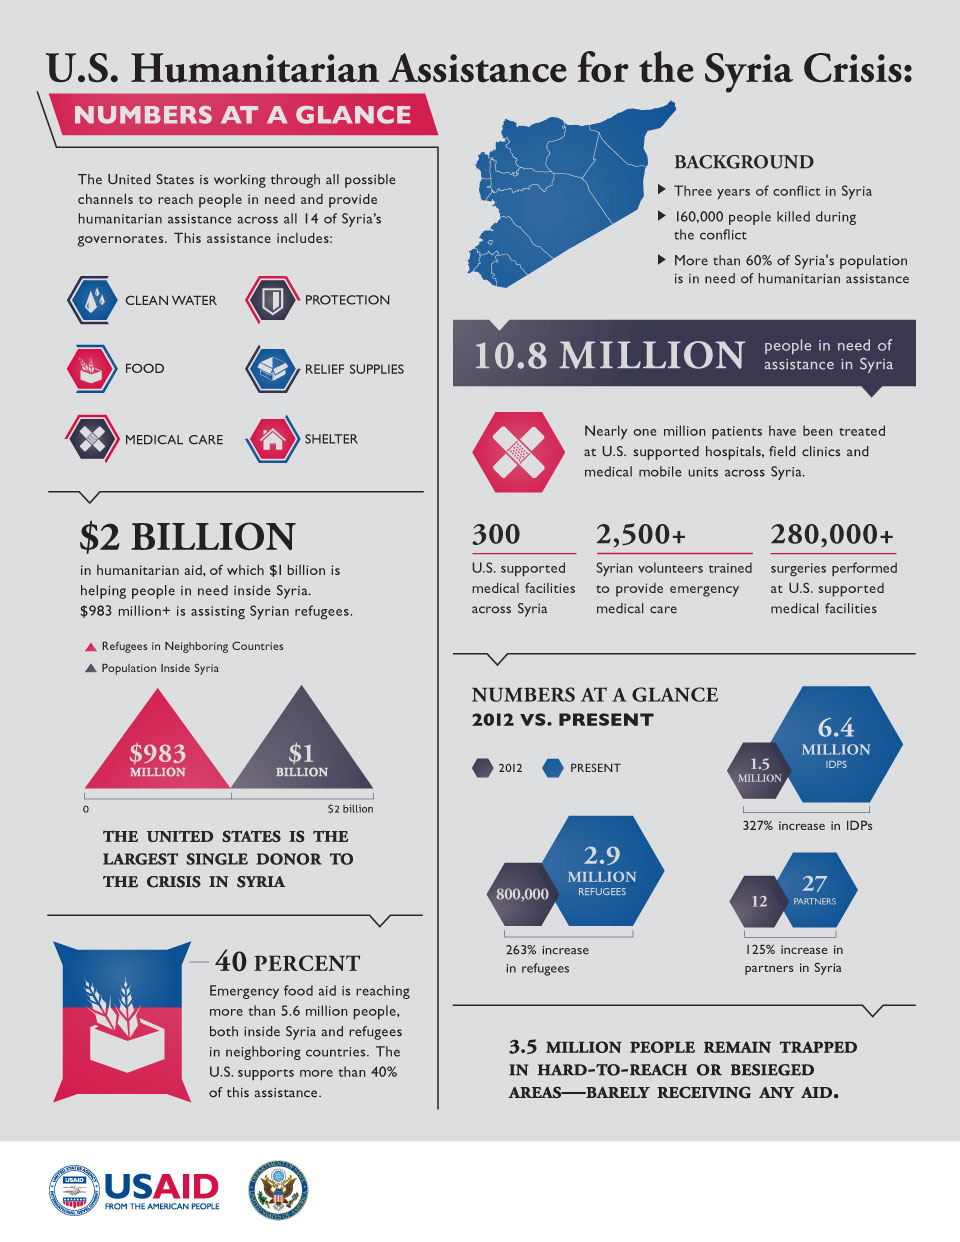 U.S. Humanitarian Assistance for the Syria Crisis:
NUMBERS AT A GLANCE
The United States is working through all possible
channels to reach people in need and provide
humanitarian assistance across all 14 of Syria's
governorates. This assistance includes:
CLEAN WATER
PROTECTION
FOOD
RELIEF SUPPLIES
MEDICAL CARE
SHELTER
$2 BILLION
in humanitarian aid, of which $1 billion is
helping people in need inside Syria.
$983 million+ is assisting Syrian refugees.
Refugees in Neighboring Countries
Population Inside Syria
$983
MILLION
$1
BILLION
0
$2 billion
THE UNITED STATES IS THE
LARGEST SINGLE DONOR TO
THE CRISIS IN SYRIA
40 PERCENT
Emergency food aid is reaching
more than 5.6 million people,
both inside Syria and refugees
in neighboring countries. The
U.S. supports more than 40%
of this assistance.
BACKGROUND
Three years of conflict in Syria
160,000 people killed during
the conflict
More than 60% of Syria's population
is in need of humanitarian assistance
10.8 MILLION
people in need of
assistance in Syria
Nearly one million patients have been treated
at U.S. supported hospitals, field clinics and
medical mobile units across Syria.
300
U.S. supported
medical facilities
across Syria
2,500+
Syrian volunteers trained
to provide emergency
medical care
280,000+
surgeries performed
at U.S. supported
medical facilities
NUMBERS AT A GLANCE
2012 VS. PRESENT
2012
PRESENT
1.5
MILLION
6.4
MILLION
IDPS
327% increase in IDPs
800,000
2.9
MILLION
REFUGEES
263% increase
in refugees
12
27
PARTNERS
125% increase in
partners in Syria
3.5 MILLION PEOPLE REMAIN TRAPPED
IN HARD-TO-REACH OR BESIEGED
AREAS—BARELY RECEIVING ANY AID.
UNITED STATES AGENCY
USAID
INTERNATIONAL DEVELOPMENT
USAID
FROM THE AMERICAN PEOPLE
DEPARTMENT OF STATE
UNITED STATES OF AMERICA